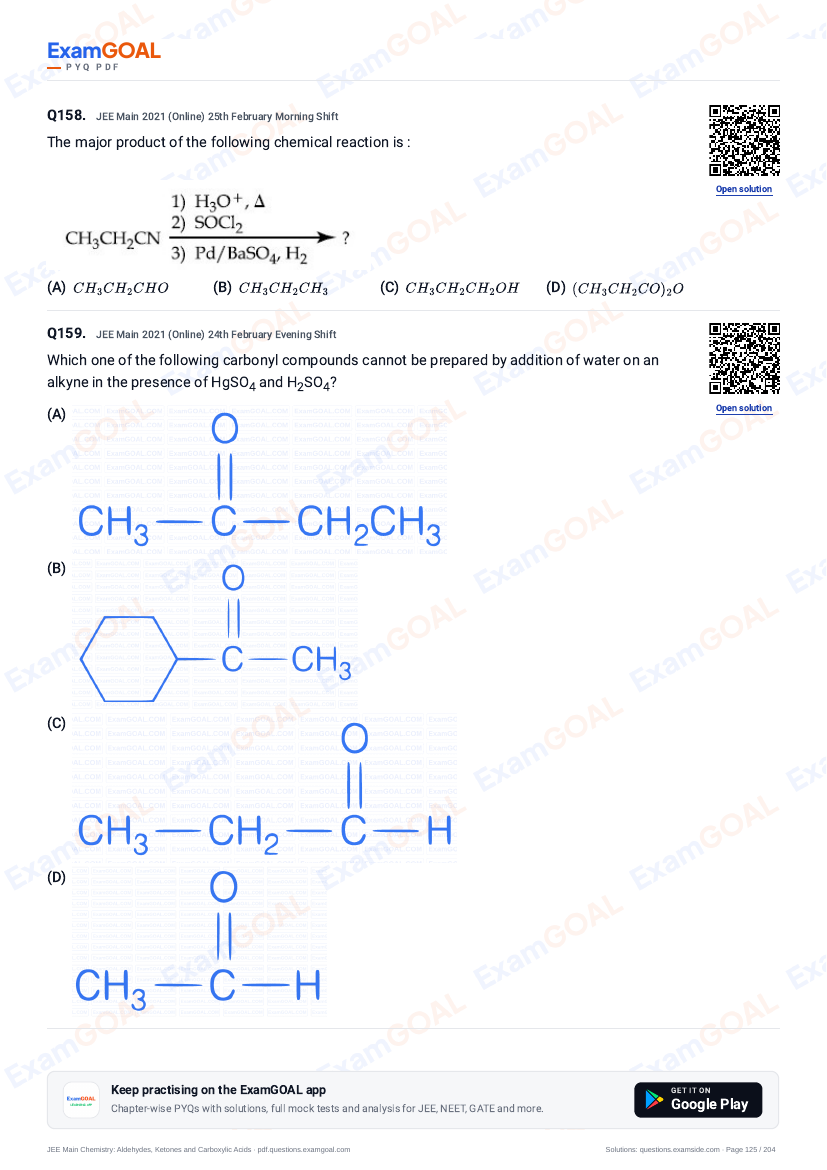 ExamGOAL
PYQ PDF
Q158. JEE Main 2021 (Online) 25th February Morning Shift
The major product of the following chemical reaction is :
Open solution
1) H₃O⁺, Δ
2) SOCl₂
CH₃CH₂CN ⟶ ?
3) Pd/BaSO₄, H₂
(A) CH₃CH₂CHO (B) CH₃CH₂CH₃ (C) CH₃CH₂CH₂OH (D) (CH₃CH₂CO)₂O
Q159. JEE Main 2021 (Online) 24th February Evening Shift
Which one of the following carbonyl compounds cannot be prepared by addition of water on an
alkyne in the presence of HgSO₄ and H₂SO₄?
Open solution
(A)
O
CH₃—C—CH₂CH₃
(B)
O
C—CH₃
(C)
O
CH₃—CH₂—C—H
(D)
O
CH₃—C—H
Keep practising on the ExamGOAL app
Chapter-wise PYQs with solutions, full mock tests and analysis for JEE, NEET, GATE and more.
ExamGOAL
GET IT ON
Google Play
JEE Main Chemistry: Aldehydes, Ketones and Carboxylic Acids · pdf.questions.examgoal.com
Solutions: questions.examside.com · Page 125 / 204